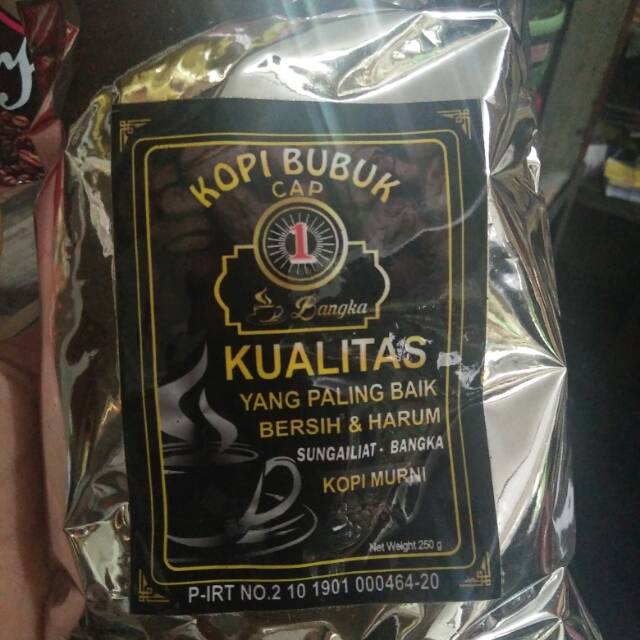 KOPI BUBUK
CAP
1
Bangka
KUALITAS
YANG PALING BAIK
BERSIH & HARUM
SUNGAILIAT - BANGKA
KOPI MURNI
Net Weight 250 g
P-IRT NO.2 10 1901 000464-20